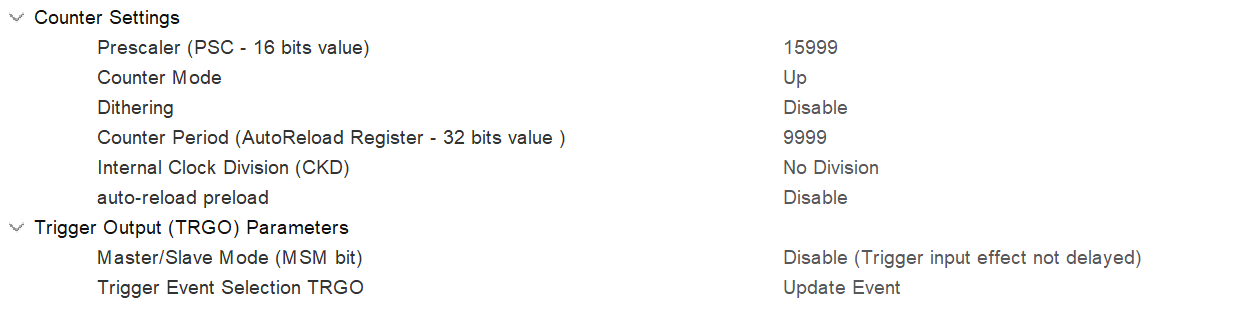 Counter Settings
Prescaler (PSC - 16 bits value) 15999
Counter Mode Up
Dithering Disable
Counter Period (AutoReload Register - 32 bits value ) 9999
Internal Clock Division (CKD) No Division
auto-reload preload Disable
Trigger Output (TRGO) Parameters
Master/Slave Mode (MSM bit) Disable (Trigger input effect not delayed)
Trigger Event Selection TRGO Update Event